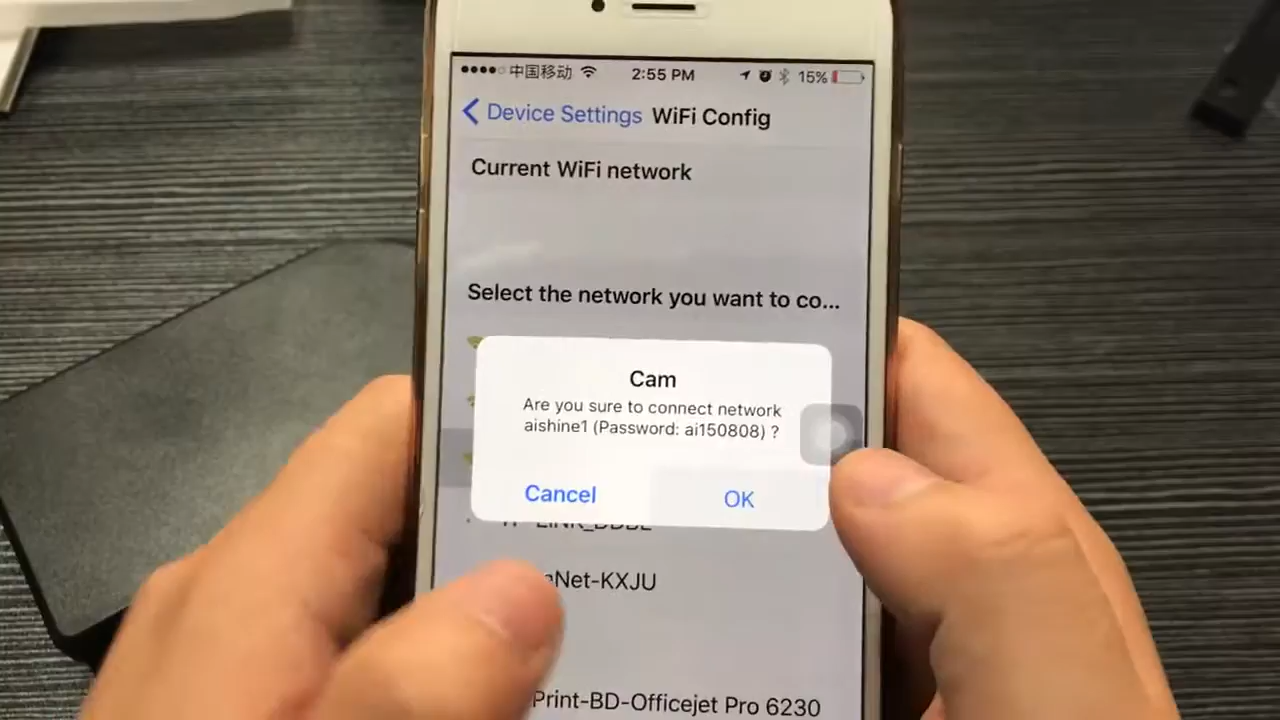 中国移动 2:55 PM 15%
Device Settings WiFi Config
Current WiFi network
Select the network you want to co...
Cam
Are you sure to connect network
aishine1 (Password: ai150808) ?
Cancel OK
Net-KXJU
Print-BD-Officejet Pro 6230